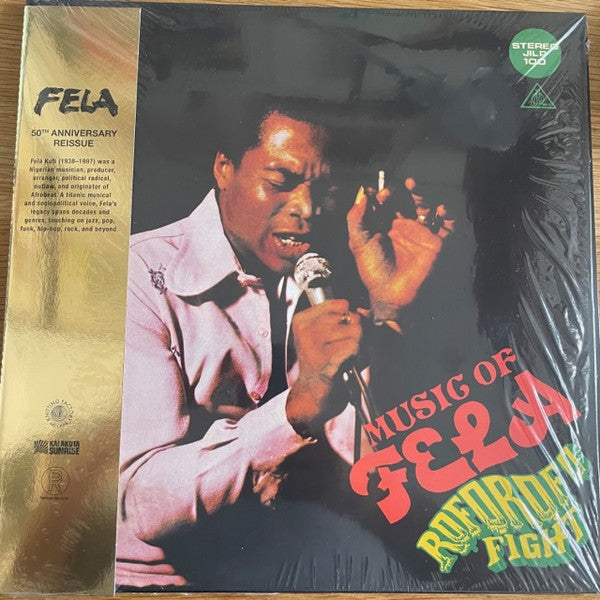 FELA
50TH ANNIVERSARY
REISSUE
Fela Kuti (1938–1997) was a
Nigerian musician, producer,
arranger, political radical,
outlaw, and originator of
Afrobeat. A titanic musical
and sociopolitical voice, Fela's
legacy spans decades and
genres, touching on jazz, pop,
funk, hip-hop, rock, and beyond.
KALAKUTA
SUNRISE
STEREO
JILP
100
MUSIC OF
FELA
ROFOROFO
FIGHT